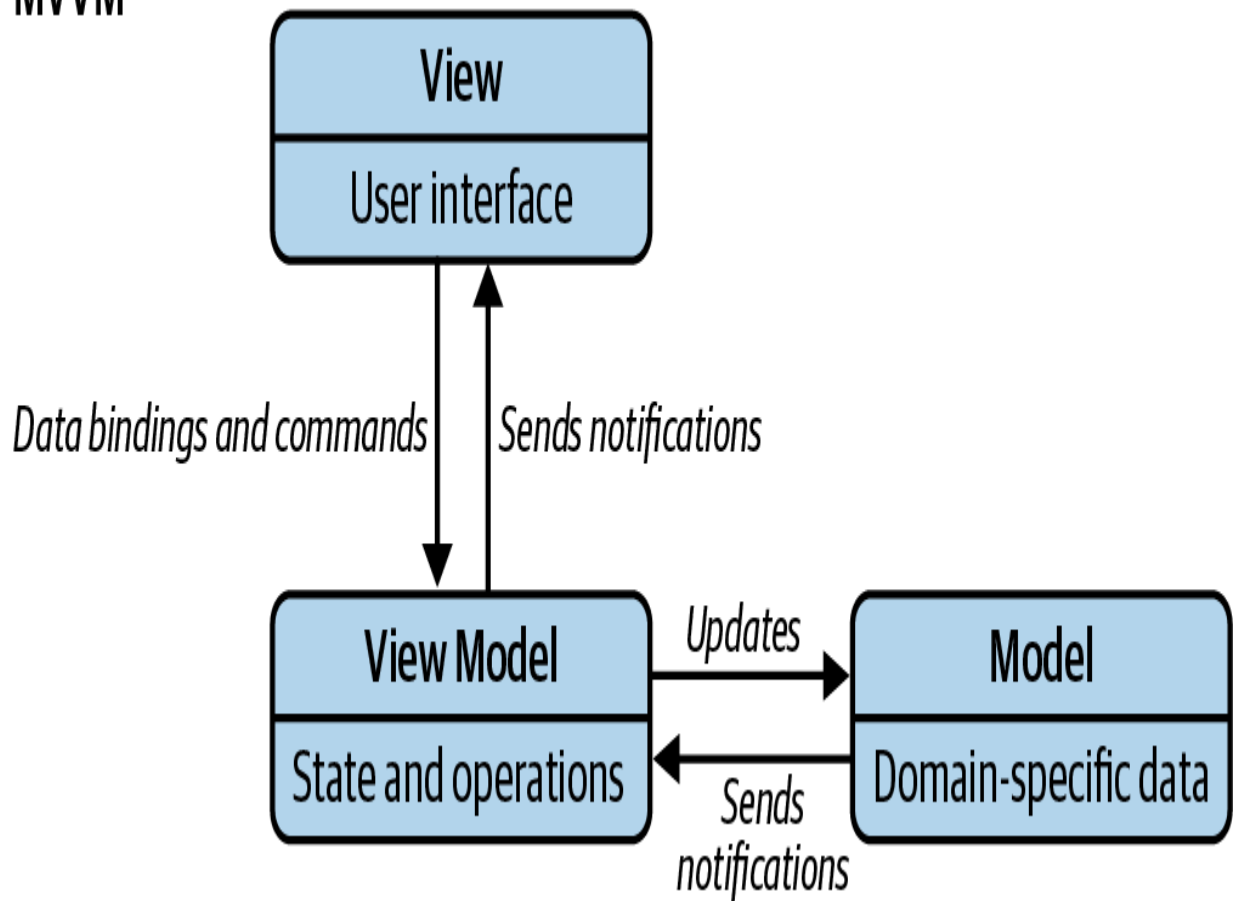 MVVM
View
User interface
Data bindings and commands
Sends notifications
View Model
State and operations
Updates
Sends
notifications
Model
Domain-specific data